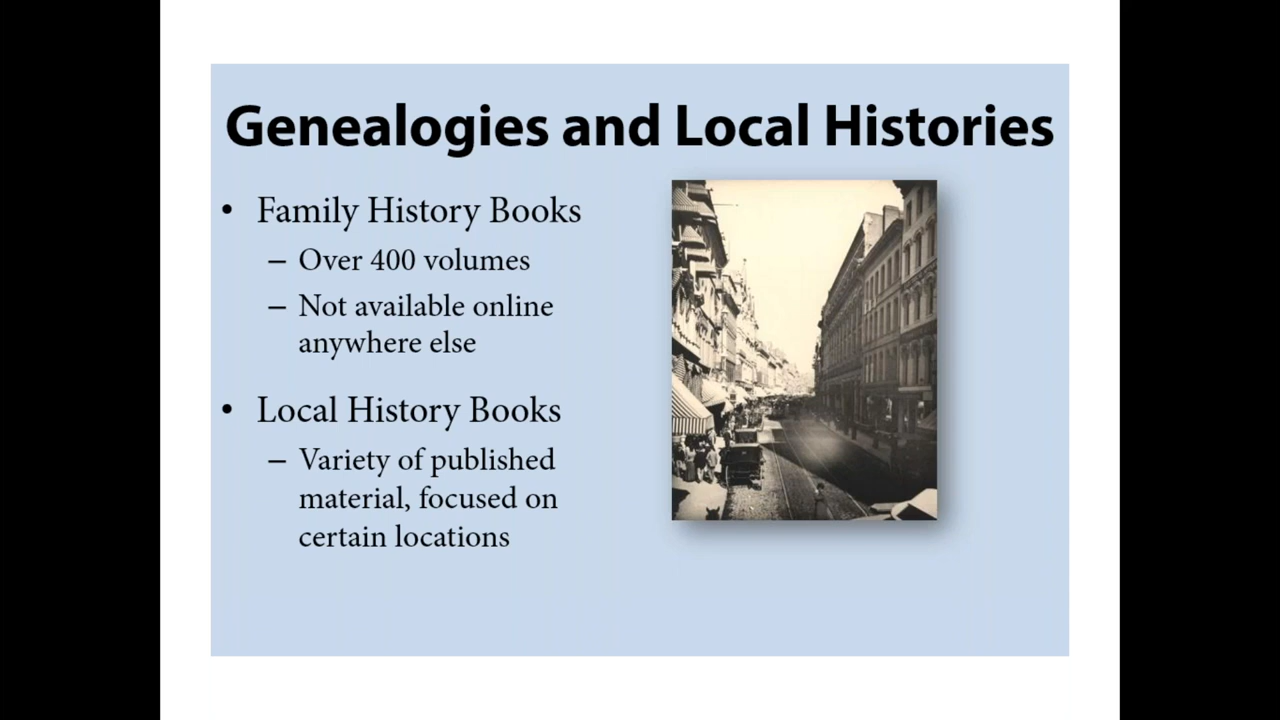 Genealogies and Local Histories
• Family History Books
– Over 400 volumes
– Not available online
anywhere else
• Local History Books
– Variety of published
material, focused on
certain locations